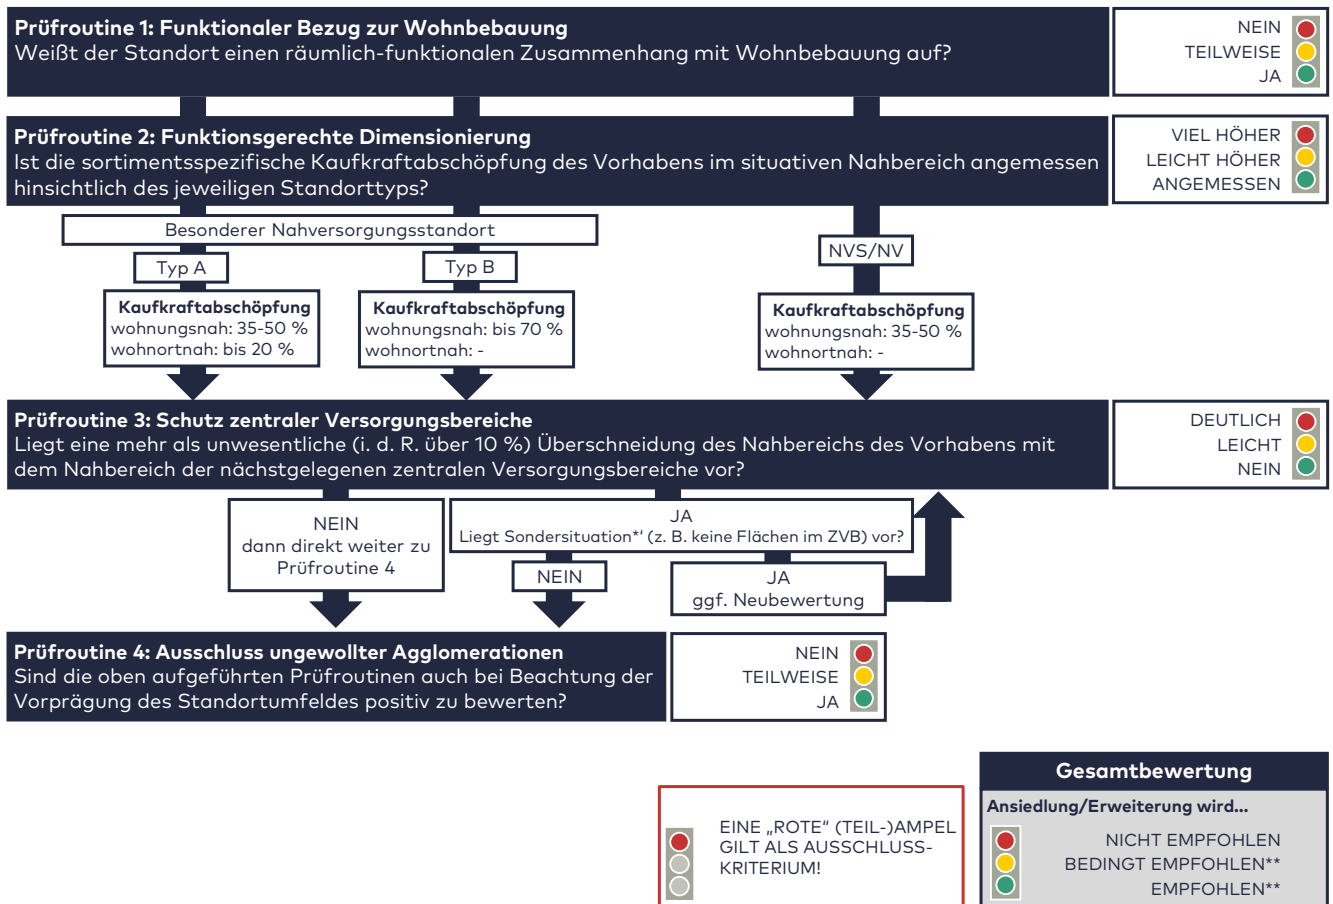 Prüfroutine 1: Funktionaler Bezug zur Wohnbebauung
Weißt der Standort einen räumlich-funktionalen Zusammenhang mit Wohnbebauung auf?
NEIN
TEILWEISE
JA
Prüfroutine 2: Funktionsgerechte Dimensionierung
Ist die sortimentsspezifische Kaufkraftabschöpfung des Vorhabens im situativen Nahbereich angemessen
hinsichtlich des jeweiligen Standorttyps?
VIEL HÖHER
LEICHT HÖHER
ANGEMESSEN
Besonderer Nahversorgungsstandort
Typ A
Typ B
NVS/NV
Kaufkraftabschöpfung
wohnungsnah: 35-50 %
wohnortnah: bis 20 %
Kaufkraftabschöpfung
wohnungsnah: bis 70 %
wohnortnah: -
Kaufkraftabschöpfung
wohnungsnah: 35-50 %
wohnortnah: -
Prüfroutine 3: Schutz zentraler Versorgungsbereiche
Liegt eine mehr als unwesentliche (i. d. R. über 10 %) Überschneidung des Nahbereichs des Vorhabens mit
dem Nahbereich der nächstgelegenen zentralen Versorgungsbereiche vor?
DEUTLICH
LEICHT
NEIN
NEIN
dann direkt weiter zu
Prüfroutine 4
JA
Liegt Sondersituation*' (z. B. keine Flächen im ZVB) vor?
NEIN
JA
ggf. Neubewertung
Prüfroutine 4: Ausschluss ungewollter Agglomerationen
Sind die oben aufgeführten Prüfroutinen auch bei Beachtung der
Vorprägung des Standortumfeldes positiv zu bewerten?
NEIN
TEILWEISE
JA
EINE „ROTE“ (TEIL-)AMPEL
GILT ALS AUSSCHLUSS-
KRITERIUM!
Gesamtbewertung
Ansiedlung/Erweiterung wird...
NICHT EMPFOHLEN
BEDINGT EMPFOHLEN**
EMPFOHLEN**